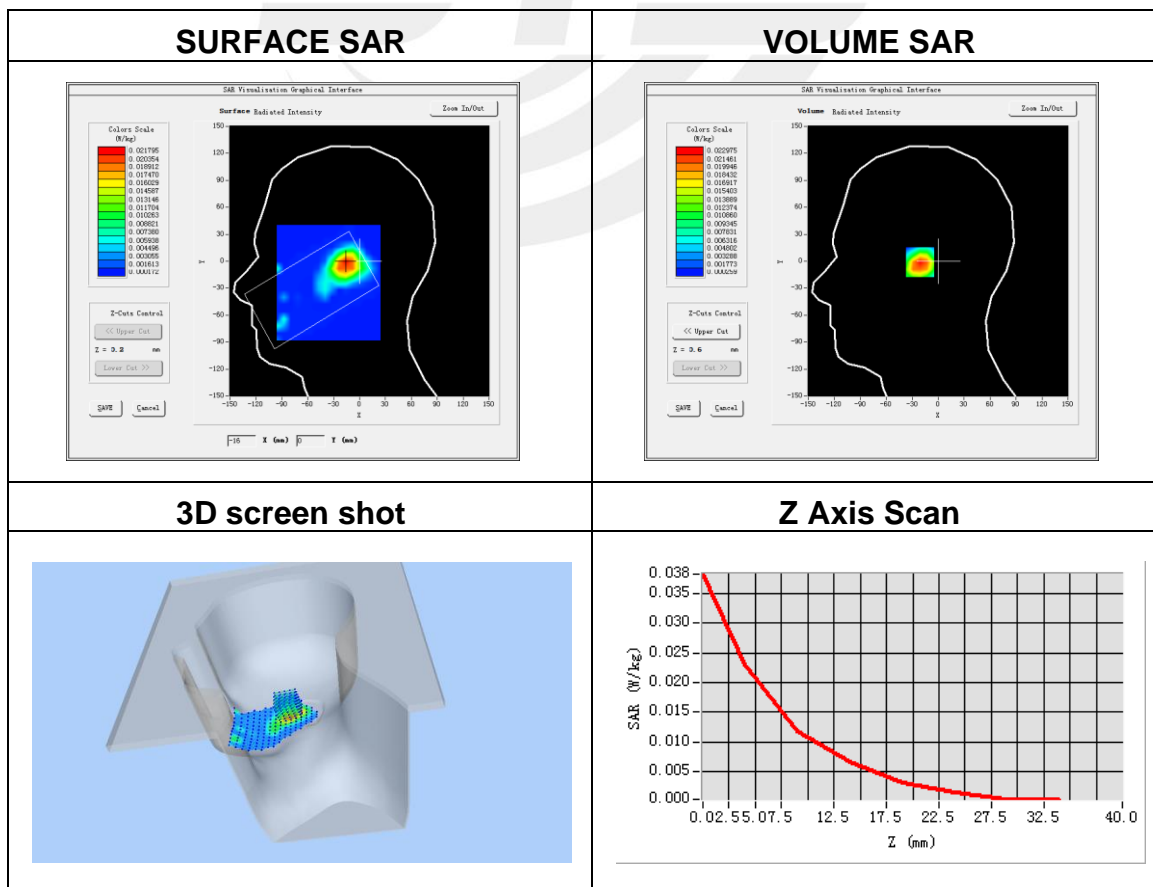 SURFACE SAR
VOLUME SAR
SAR Visualisation Graphical Interface
Surface Radiated Intensity
Zoom In/Out
Colors Scale
(W/kg)
0.021795
0.020354
0.018912
0.017470
0.016029
0.014587
0.013146
0.011704
0.010263
0.008821
0.007380
0.005938
0.004496
0.003055
0.001613
0.000172
150
120
90
60
30
0
-30
-60
-90
-120
-150
Y
-150 -120 -90 -60 -30 0 30 60 90 120 150
X
Z-Cuts Control
<< Upper Cut
Z = 3.2 mm
Lower Cut >>
SAVE Cancel
-16 X (mm) 0 Y (mm)
SAR Visualisation Graphical Interface
Volume Radiated Intensity
Zoom In/Out
Colors Scale
(W/kg)
0.022975
0.021461
0.019946
0.018432
0.016917
0.015403
0.013889
0.012374
0.010860
0.009345
0.007831
0.006316
0.004802
0.003288
0.001773
0.000259
150
120
90
60
30
0
-30
-60
-90
-120
-150
Y
-150 -120 -90 -60 -30 0 30 60 90 120 150
X
Z-Cuts Control
<< Upper Cut
Z = 3.6 mm
Lower Cut >>
SAVE Cancel
3D screen shot
Z Axis Scan
0.038
0.035
0.030
0.025
0.020
0.015
0.010
0.005
0.000
SAR (W/kg)
0.0 2.5 5.0 7.5 12.5 17.5 22.5 27.5 32.5 40.0
Z (mm)